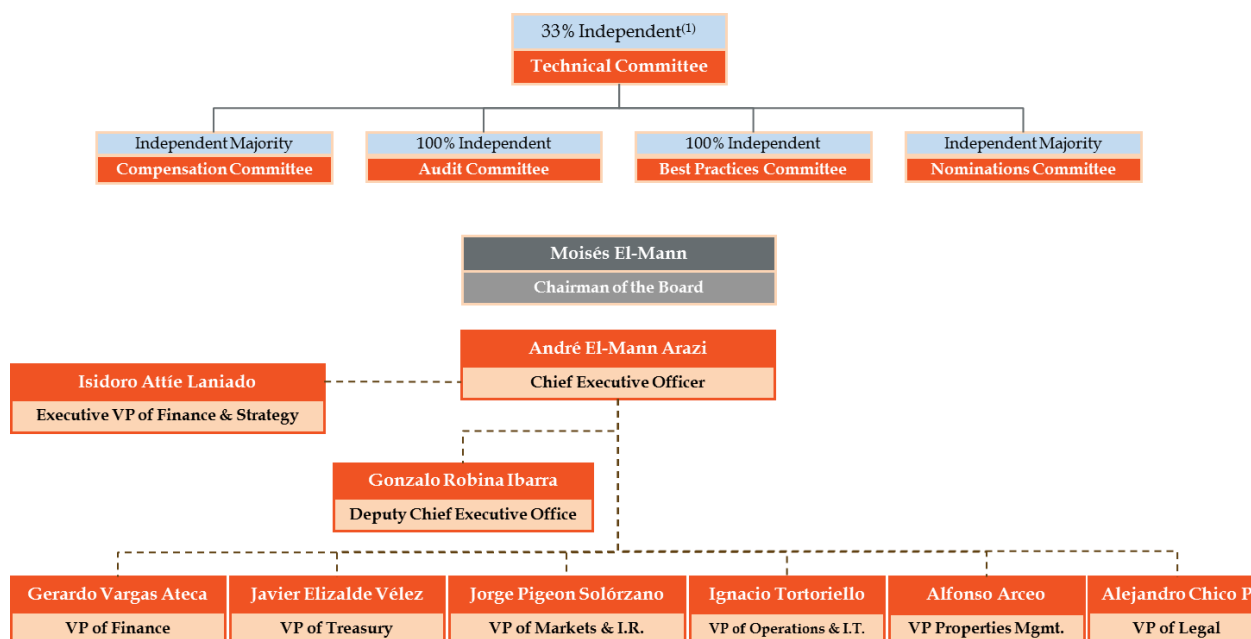 33% Independent(1)
Technical Committee
Independent Majority
Compensation Committee
100% Independent
Audit Committee
100% Independent
Best Practices Committee
Independent Majority
Nominations Committee
Moisés El-Mann
Chairman of the Board
André El-Mann Arazi
Chief Executive Officer
Isidoro Attíe Laniado
Executive VP of Finance & Strategy
Gonzalo Robina Ibarra
Deputy Chief Executive Office
Gerardo Vargas Ateca
VP of Finance
Javier Elizalde Vélez
VP of Treasury
Jorge Pigeon Solórzano
VP of Markets & I.R.
Ignacio Tortoriello
VP of Operations & I.T.
Alfonso Arceo
VP Properties Mgmt.
Alejandro Chico P
VP of Legal